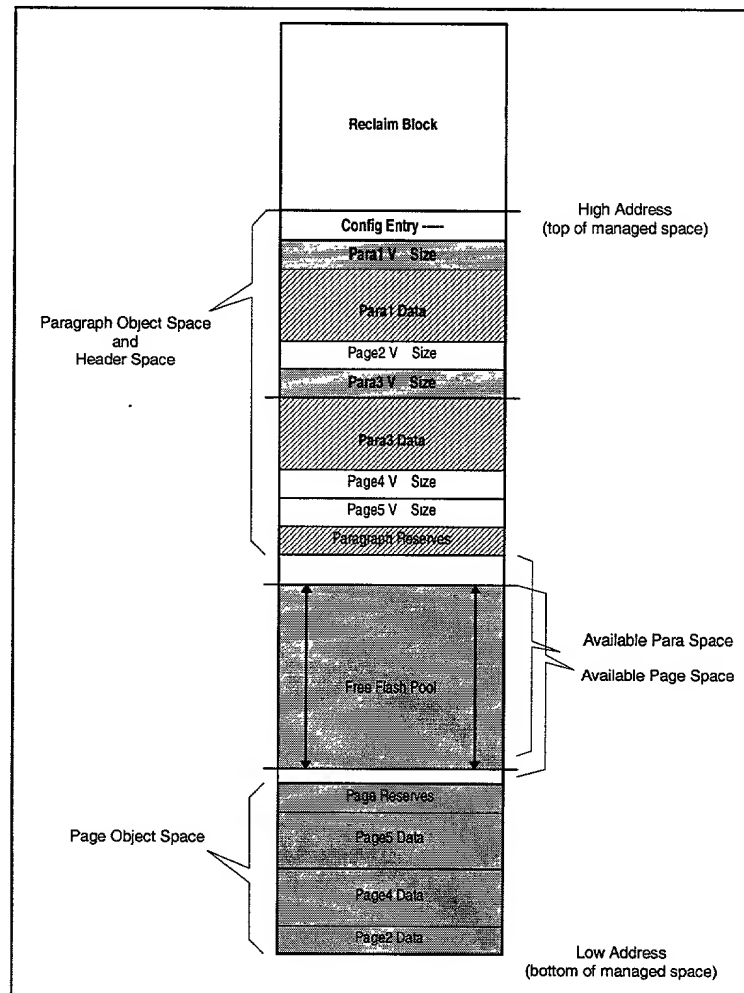 Reclaim Block
High Address
(top of managed space)
Config Entry ----
Para1 V Size
Para1 Data
Paragraph Object Space
and
Header Space
Page2 V Size
Para3 V Size
Para3 Data
Page4 V Size
Page5 V Size
Paragraph Reserves
Available Para Space
Available Page Space
Free Flash Pool
Page Reserves
Page Object Space
Page5 Data
Page4 Data
Page2 Data
Low Address
(bottom of managed space)